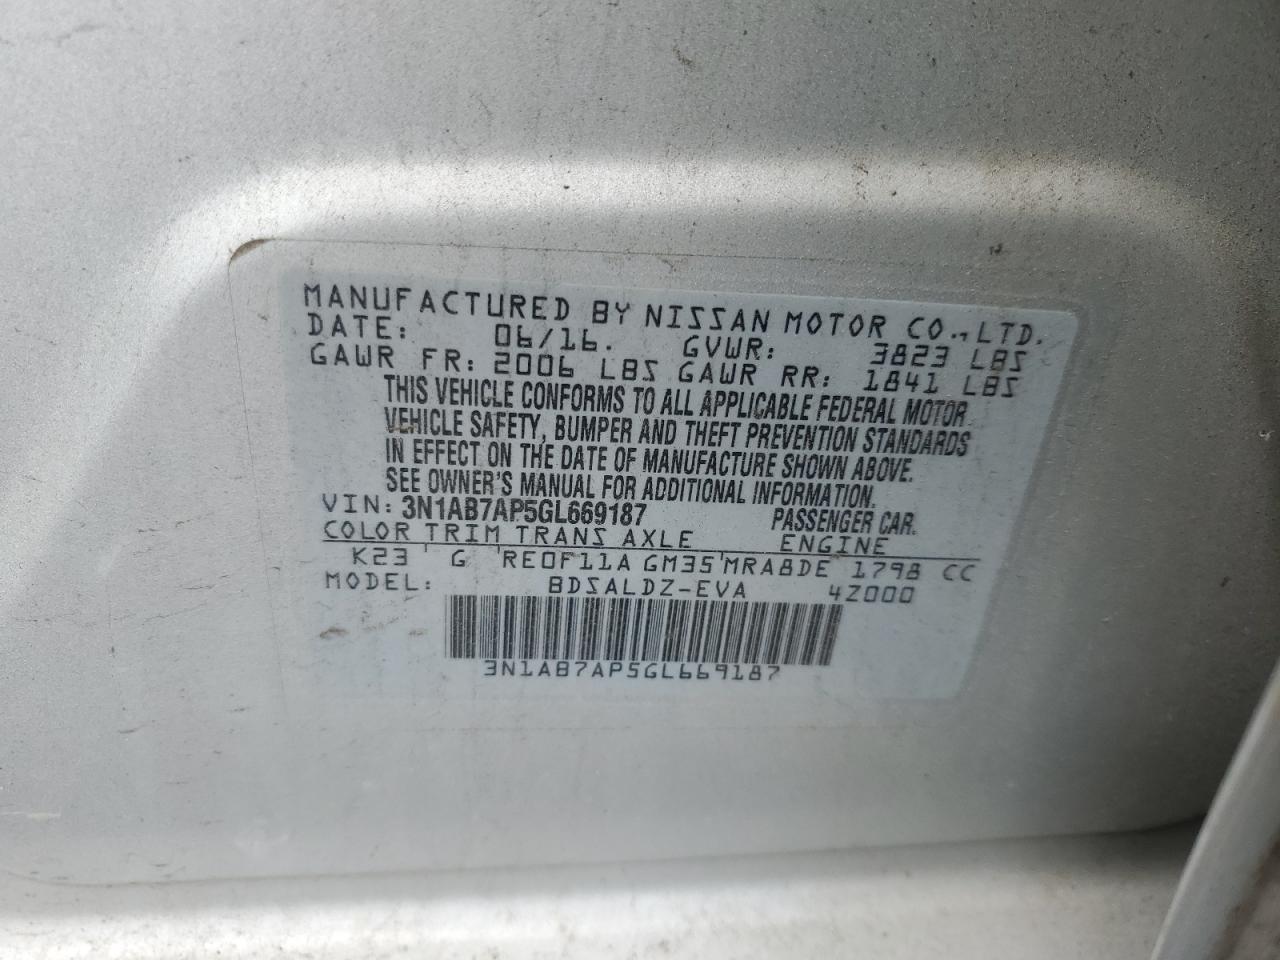 MANUFACTURED BY NISSAN MOTOR CO., LTD.
DATE: 06/16. GVWR: 3823 LBS
GAWR FR: 2006 LBS GAWR RR: 1841 LBS
THIS VEHICLE CONFORMS TO ALL APPLICABLE FEDERAL MOTOR
VEHICLE SAFETY, BUMPER AND THEFT PREVENTION STANDARDS
IN EFFECT ON THE DATE OF MANUFACTURE SHOWN ABOVE.
SEE OWNER'S MANUAL FOR ADDITIONAL INFORMATION.
VIN: 3N1AB7AP5GL669187 PASSENGER CAR.
COLOR TRIM TRANS AXLE ENGINE
K23 G RE0F11A GM35 MRA8DE 1798 CC
MODEL: BDSALDZ-EVA 4Z000
3N1AB7AP5GL669187